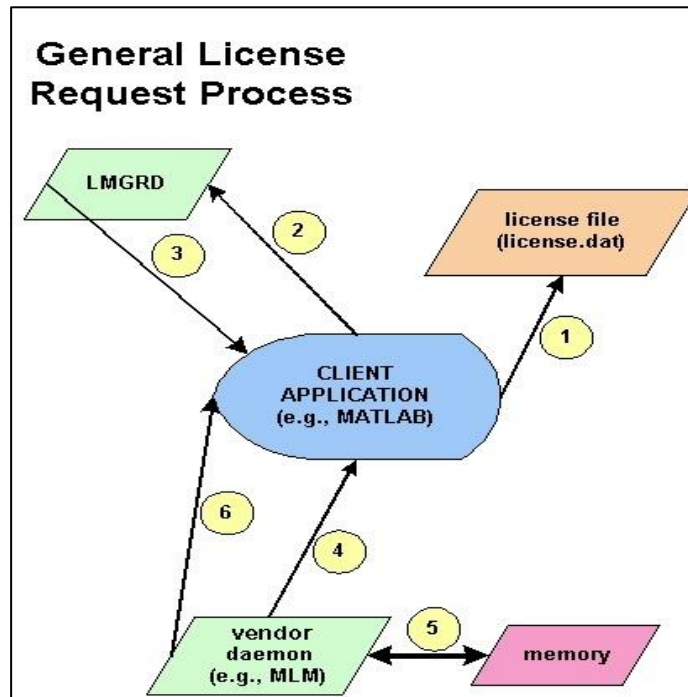 General License
Request Process
LMGRD
2
license file
(license.dat)
3
1
CLIENT
APPLICATION
(e.g., MATLAB)
6
4
vendor
daemon
(e.g., MLM)
5
memory